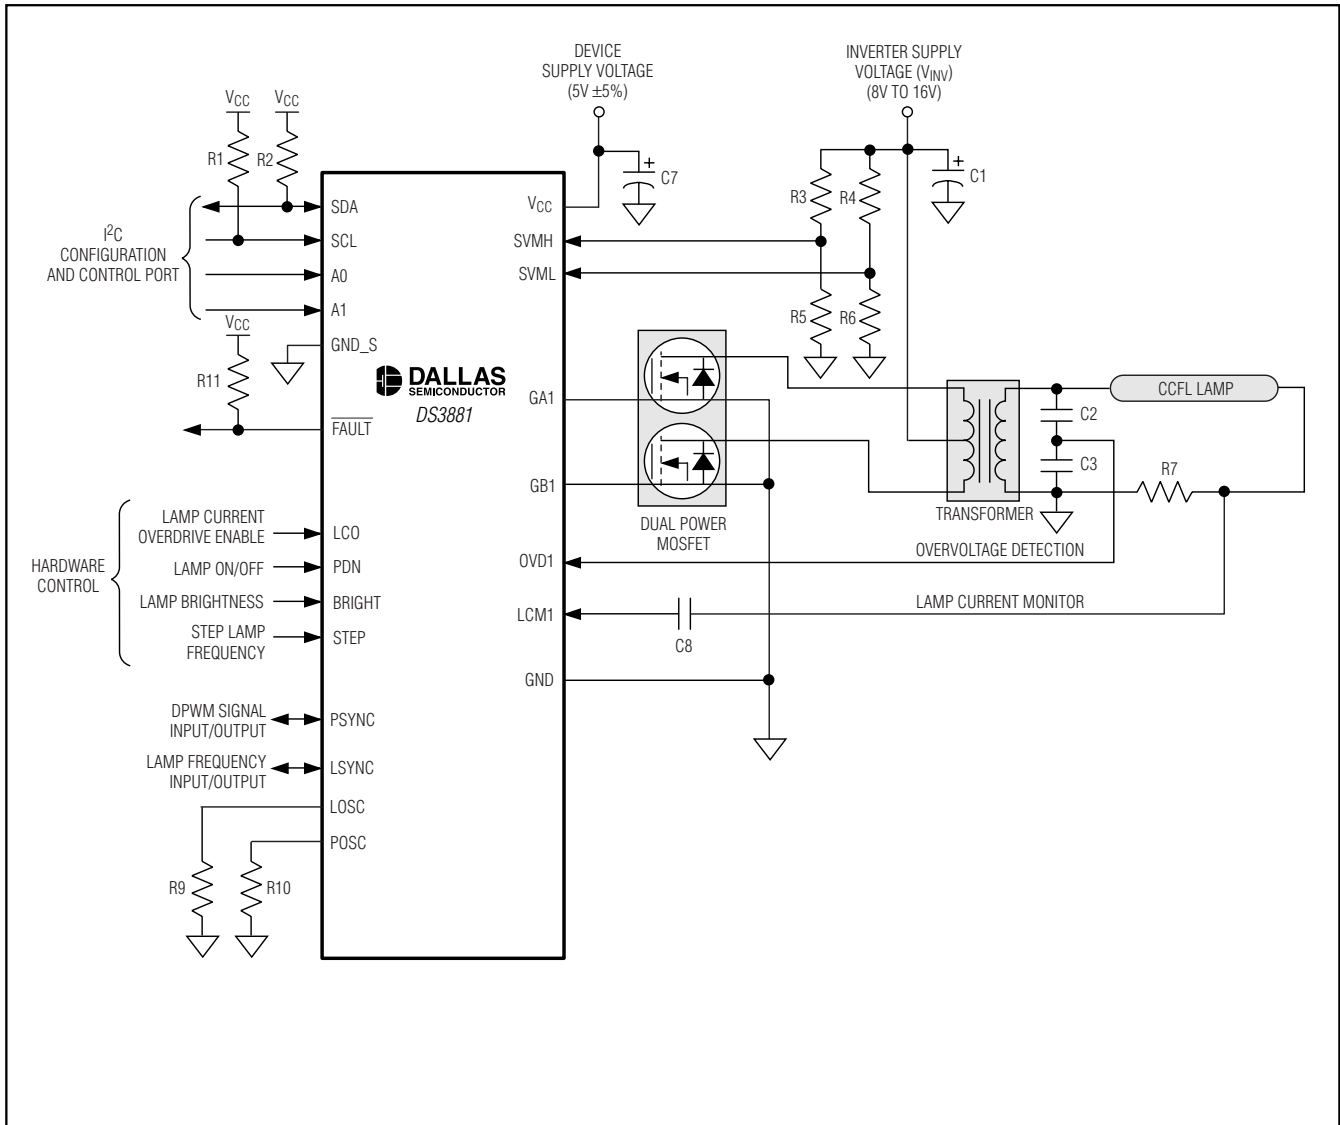 DEVICE
SUPPLY VOLTAGE
(5V ±5%)
INVERTER SUPPLY
VOLTAGE (VINV)
(8V TO 16V)
VCC
VCC
R1
R2
C7
R3
R4
C1
I2C
CONFIGURATION
AND CONTROL PORT
SDA
SCL
A0
A1
GND_S
VCC
SVMH
SVML
R5
R6
VCC
R11
FAULT
DALLAS
SEMICONDUCTOR
DS3881
GA1
GB1
DUAL POWER
MOSFET
TRANSFORMER
CCFL LAMP
C2
C3
R7
OVERVOLTAGE DETECTION
OVD1
LAMP CURRENT MONITOR
LCM1
C8
GND
HARDWARE
CONTROL
LAMP CURRENT
OVERDRIVE ENABLE
LCO
LAMP ON/OFF
PDN
LAMP BRIGHTNESS
BRIGHT
STEP LAMP
FREQUENCY
STEP
DPWM SIGNAL
INPUT/OUTPUT
PSYNC
LAMP FREQUENCY
INPUT/OUTPUT
LSYNC
LOSC
POSC
R9
R10